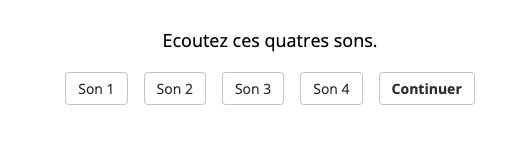 Ecoutez ces quatres sons.
Son 1 Son 2 Son 3 Son 4 Continuer